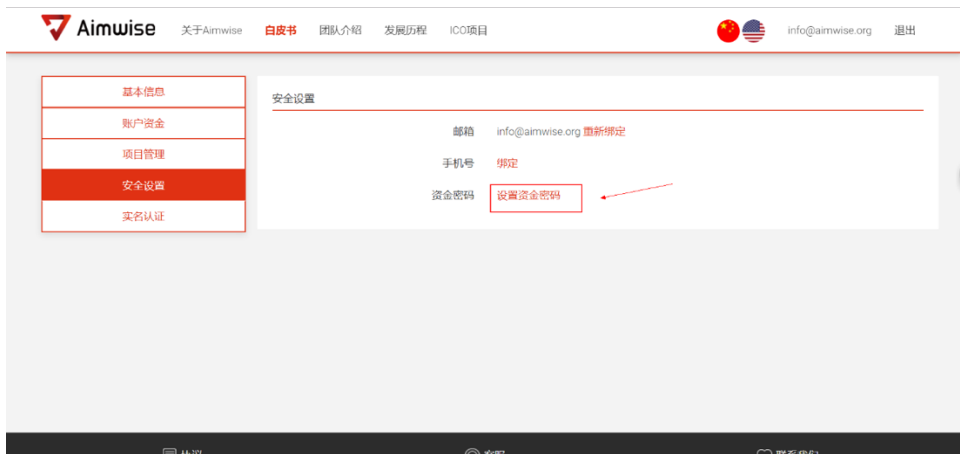 Aimwise 关于Aimwise 白皮书 团队介绍 发展历程 ICO项目 info@aimwise.org 退出
基本信息
账户资金
项目管理
安全设置
实名认证
安全设置
邮箱 info@aimwise.org 重新绑定
手机号 绑定
资金密码 设置资金密码